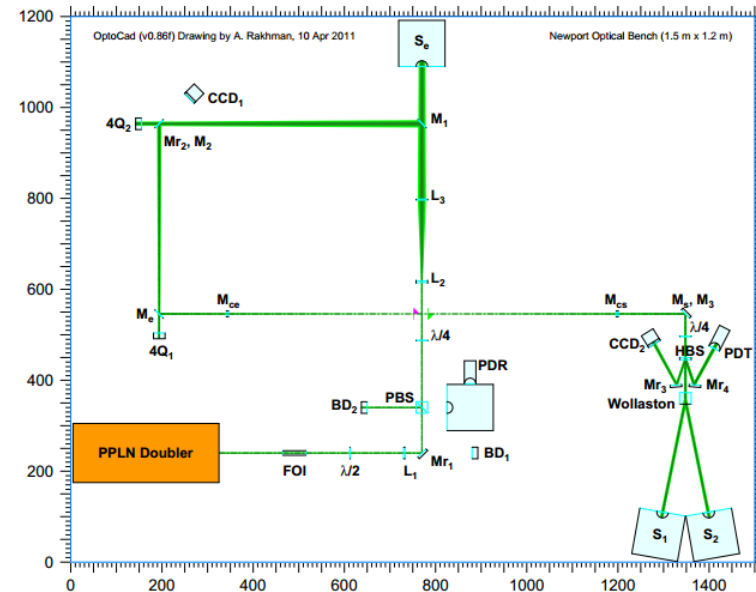 1200
OptoCad (v0.86f) Drawing by A. Rakhman, 10 Apr 2011
Newport Optical Bench (1.5 m x 1.2 m)
Sₑ
CCD₁
1000
4Q₂
M₁
Mr₂, M₂
800
L₃
600
L₂
Mₑ
M꜀ₑ
M꜀ₛ
Mₛ, M₃
λ/4
λ/4
4Q₁
CCD₂
HBS
PDT
400
PDR
BD₂
PBS
Mr₃
Mr₄
Wollaston
PPLN Doubler
FOI
λ/2
L₁
Mr₁
BD₁
200
S₁
S₂
0
0
200
400
600
800
1000
1200
1400